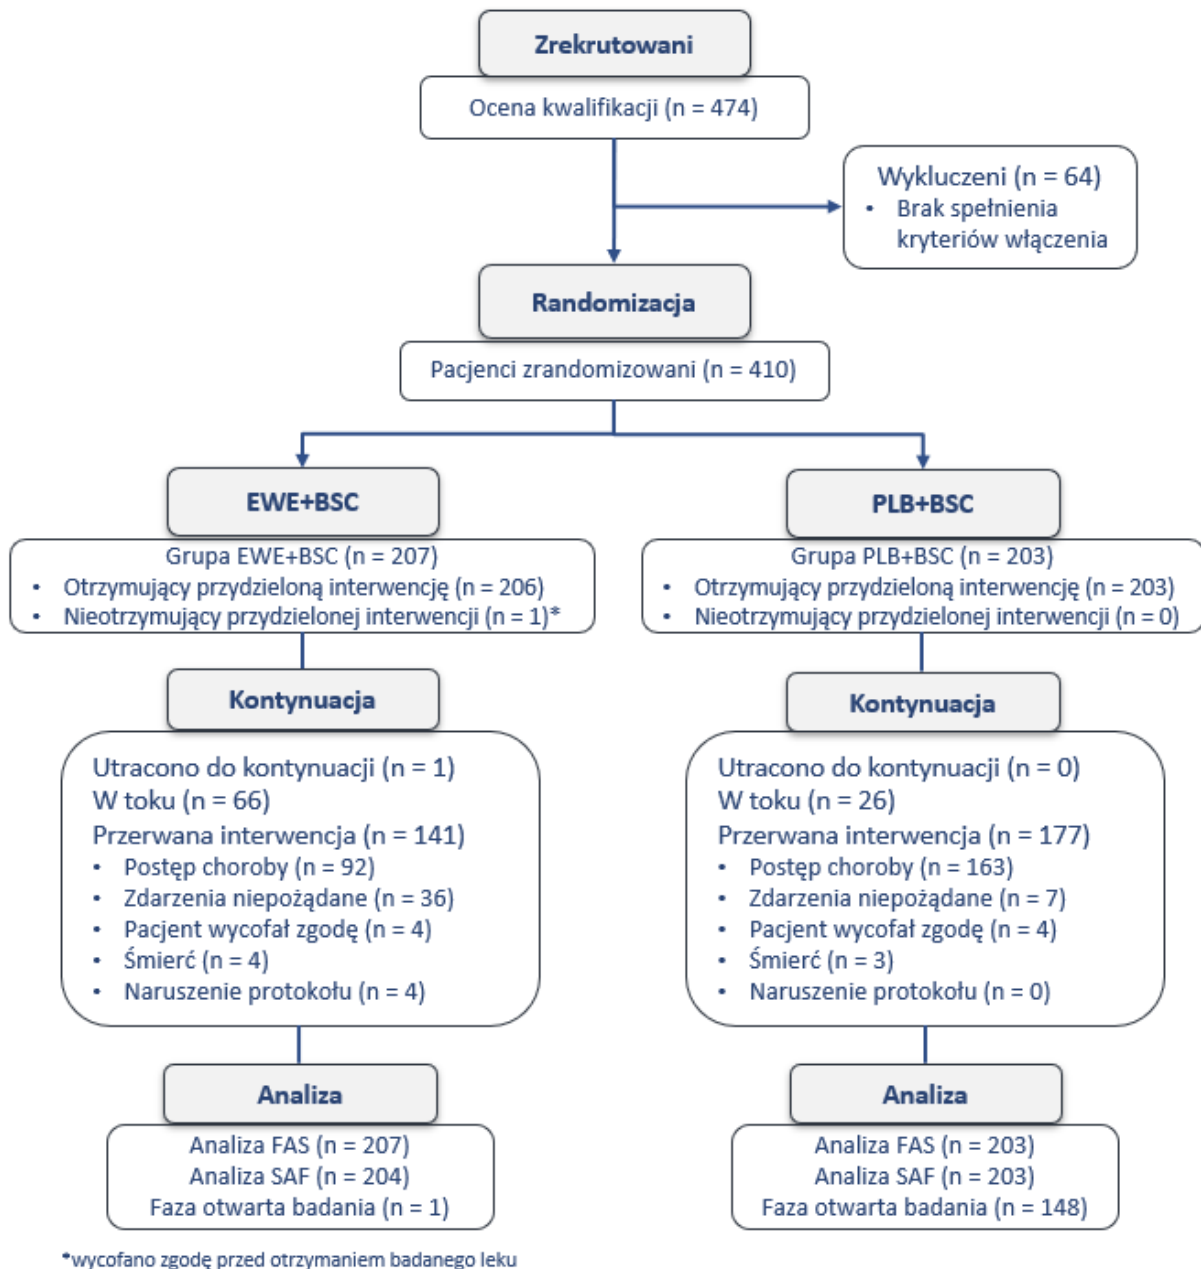 Zrekrutowani
Ocena kwalifikacji (n = 474)
Wykluczeni (n = 64)
• Brak spełnienia
kryteriów włączenia
Randomizacja
Pacjenci zrandomizowani (n = 410)
EWE+BSC
Grupa EWE+BSC (n = 207)
• Otrzymujący przydzieloną interwencję (n = 206)
• Nieotrzymujący przydzielonej interwencji (n = 1)*
PLB+BSC
Grupa PLB+BSC (n = 203)
• Otrzymujący przydzieloną interwencję (n = 203)
• Nieotrzymujący przydzielonej interwencji (n = 0)
Kontynuacja
Utracono do kontynuacji (n = 1)
W toku (n = 66)
Przerwana interwencja (n = 141)
• Postęp choroby (n = 92)
• Zdarzenia niepożądane (n = 36)
• Pacjent wycofał zgodę (n = 4)
• Śmierć (n = 4)
• Naruszenie protokołu (n = 4)
Kontynuacja
Utracono do kontynuacji (n = 0)
W toku (n = 26)
Przerwana interwencja (n = 177)
• Postęp choroby (n = 163)
• Zdarzenia niepożądane (n = 7)
• Pacjent wycofał zgodę (n = 4)
• Śmierć (n = 3)
• Naruszenie protokołu (n = 0)
Analiza
Analiza FAS (n = 207)
Analiza SAF (n = 204)
Faza otwarta badania (n = 1)
Analiza
Analiza FAS (n = 203)
Analiza SAF (n = 203)
Faza otwarta badania (n = 148)
*wycofano zgodę przed otrzymaniem badanego leku